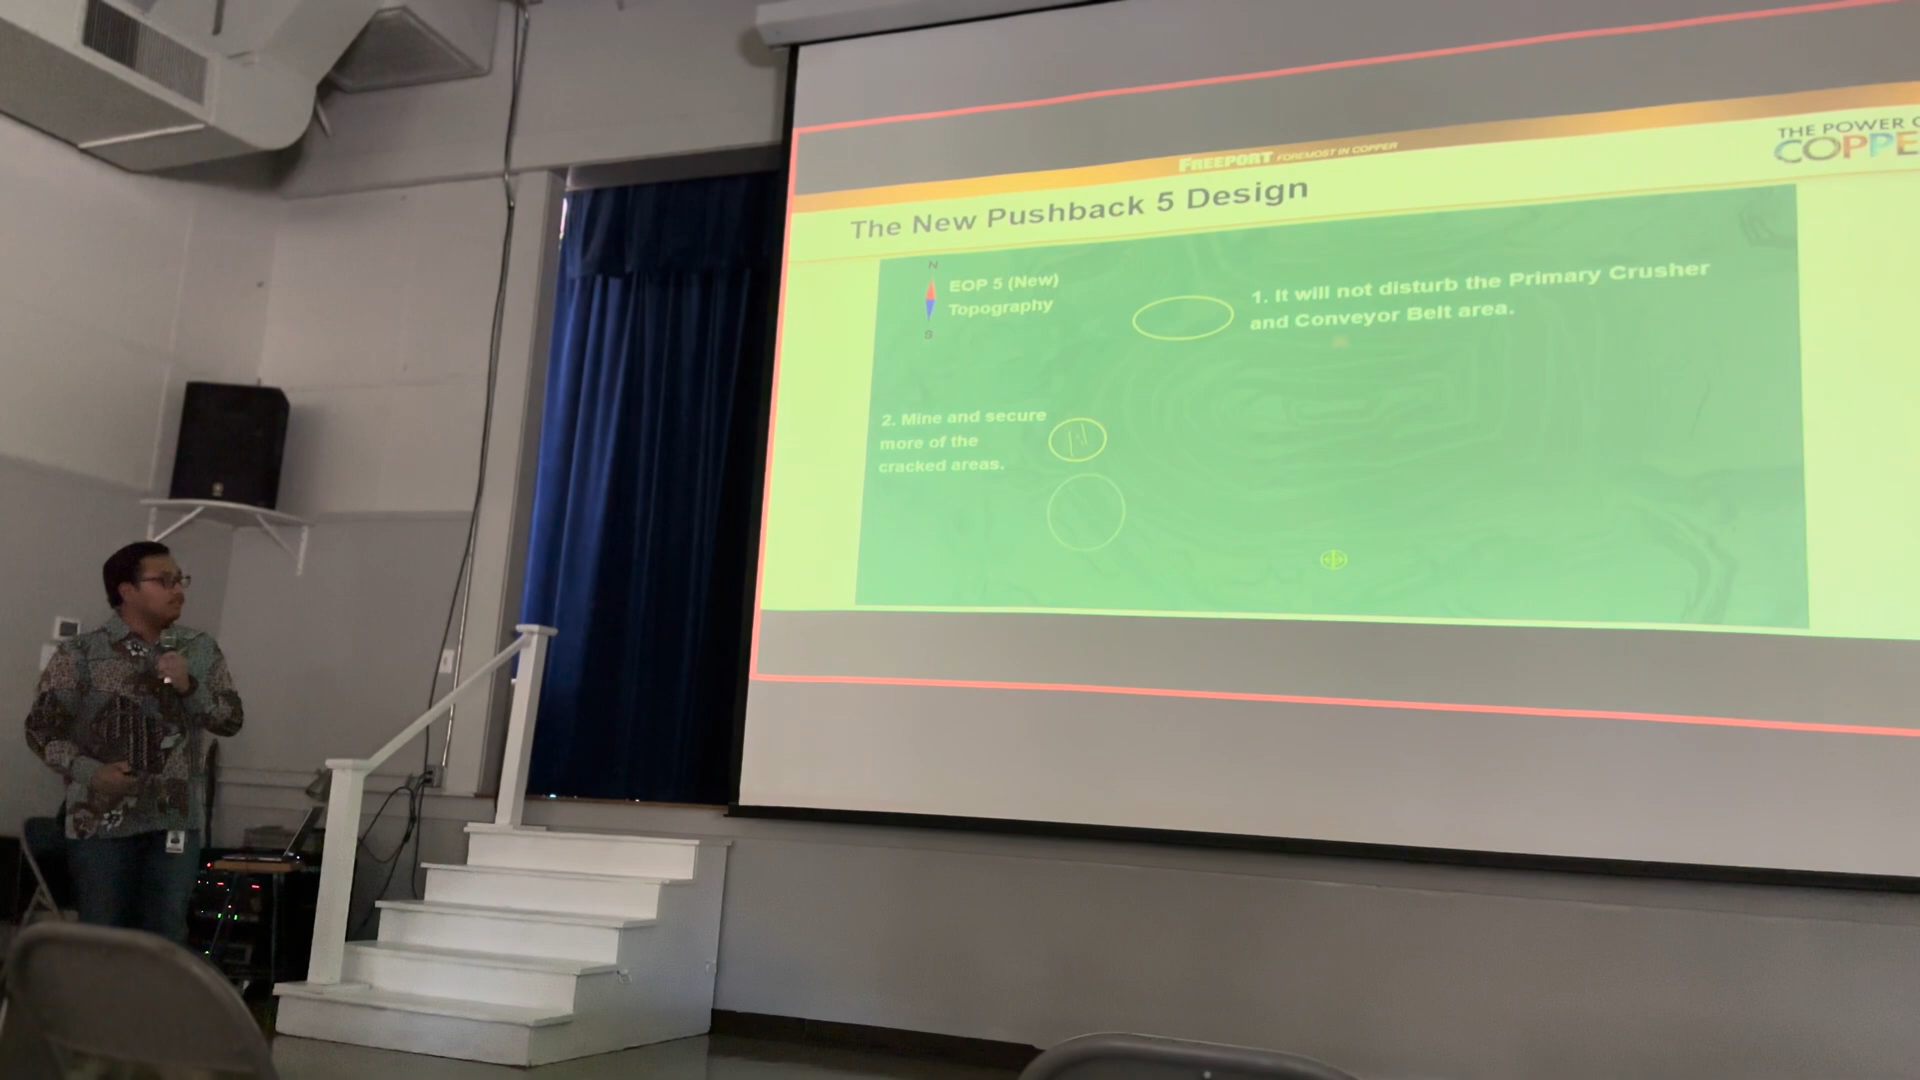 FREEPORT FOREMOST IN COPPER
THE POWER
COPPE
The New Pushback 5 Design
N
EOP 5 (New)
Topography
S
1. It will not disturb the Primary Crusher
and Conveyor Belt area.
2. Mine and secure
more of the
cracked areas.